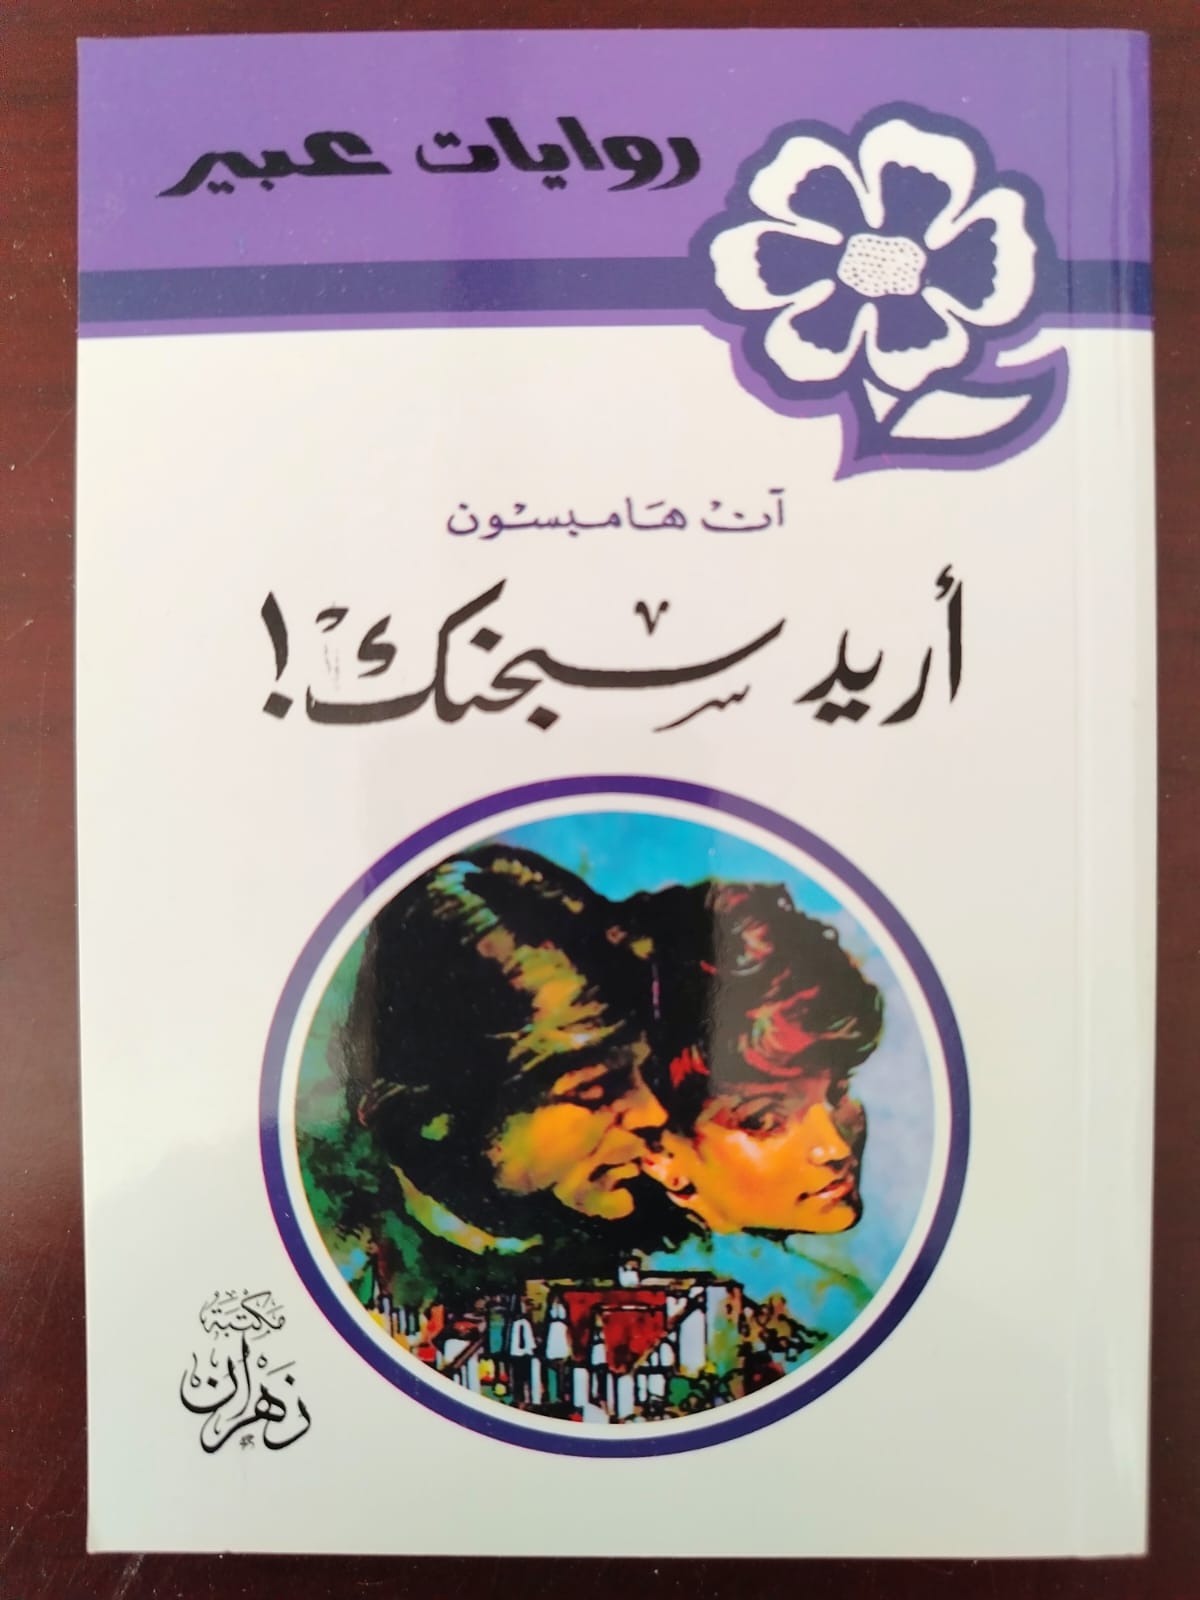 روايات عبير
آن هامبسون
أريد سجنك!
مكتبة
زهران